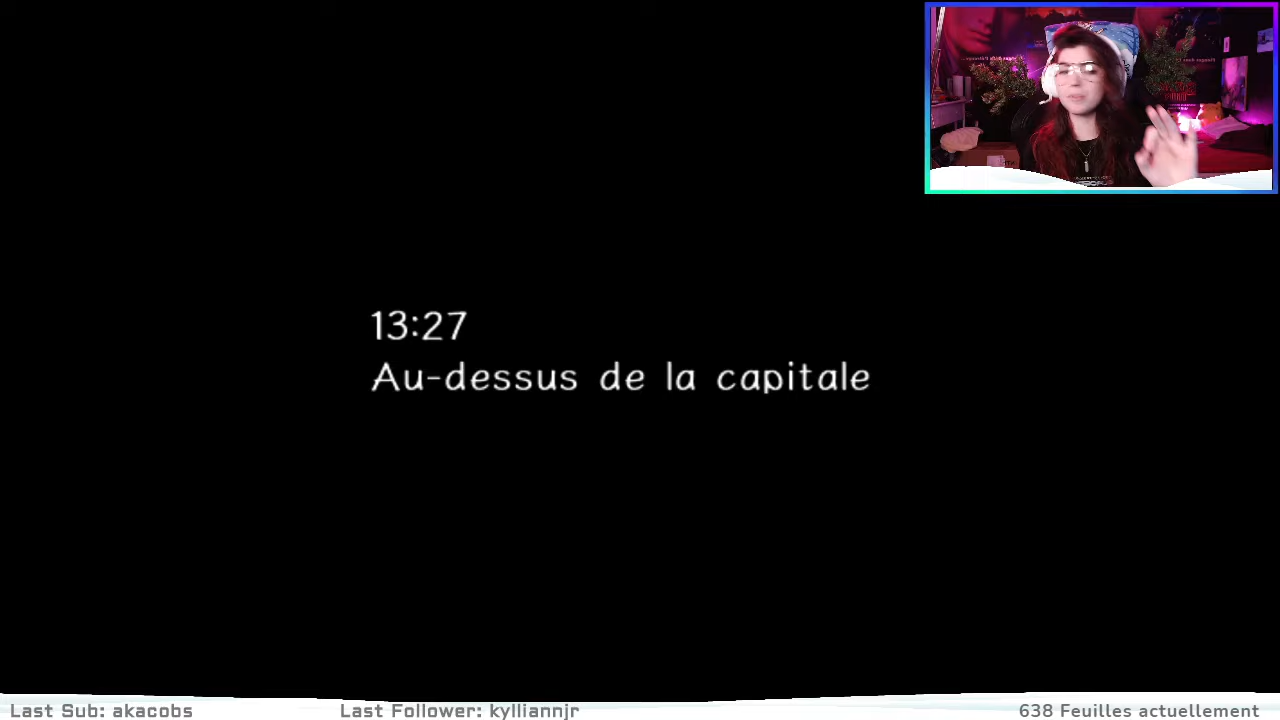 13:27
Au-dessus de la capitale
Last Sub: akacobs
Last Follower: kylliannjr
638 Feuilles actuellement